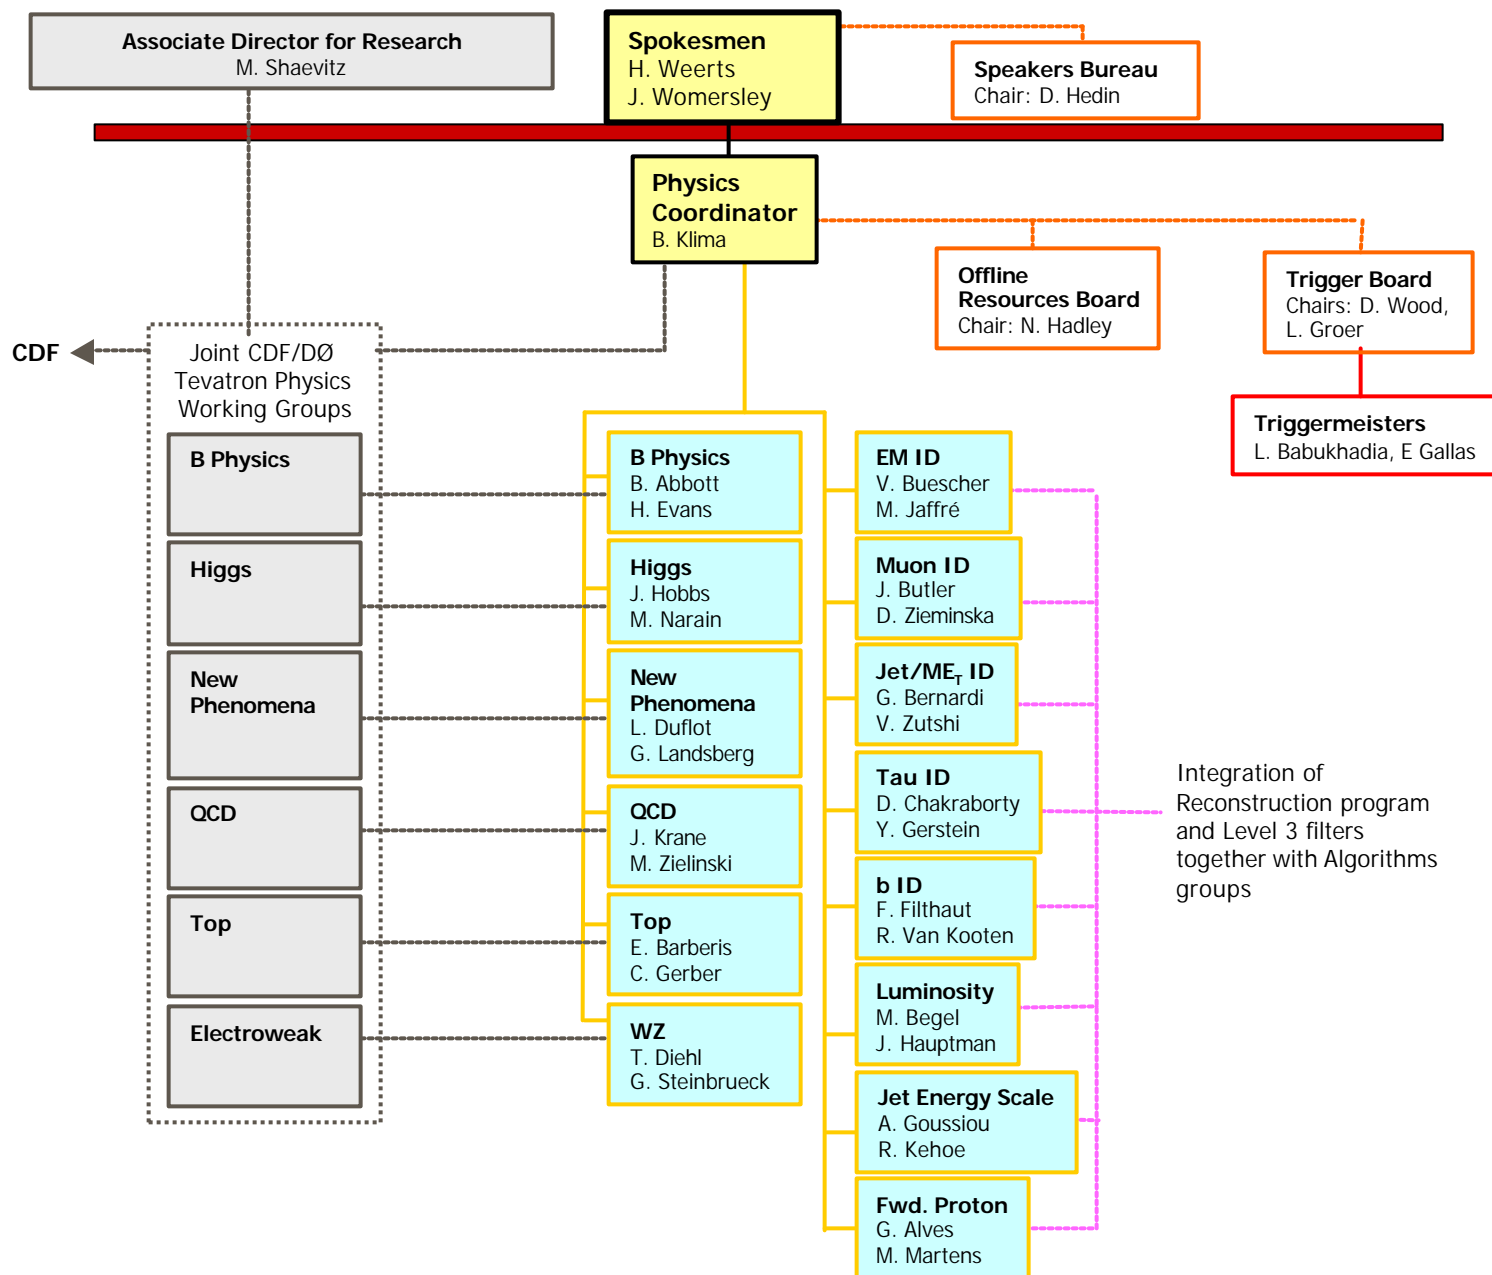 Associate Director for Research
M. Shaevitz
Spokesmen
H. Weerts
J. Womersley
Speakers Bureau
Chair: D. Hedin
Physics
Coordinator
B. Klima
Offline
Resources Board
Chair: N. Hadley
Trigger Board
Chairs: D. Wood,
L. Groer
Triggermeisters
L. Babukhadia, E Gallas
CDF
Joint CDF/DØ
Tevatron Physics
Working Groups
B Physics
Higgs
New
Phenomena
QCD
Top
Electroweak
B Physics
B. Abbott
H. Evans
Higgs
J. Hobbs
M. Narain
New
Phenomena
L. Duflot
G. Landsberg
QCD
J. Krane
M. Zielinski
Top
E. Barberis
C. Gerber
WZ
T. Diehl
G. Steinbrueck
EM ID
V. Buescher
M. Jaffré
Muon ID
J. Butler
D. Zieminska
Jet/MET ID
G. Bernardi
V. Zutshi
Tau ID
D. Chakraborty
Y. Gerstein
b ID
F. Filthaut
R. Van Kooten
Luminosity
M. Begel
J. Hauptman
Jet Energy Scale
A. Goussiou
R. Kehoe
Fwd. Proton
G. Alves
M. Martens
Integration of
Reconstruction program
and Level 3 filters
together with Algorithms
groups